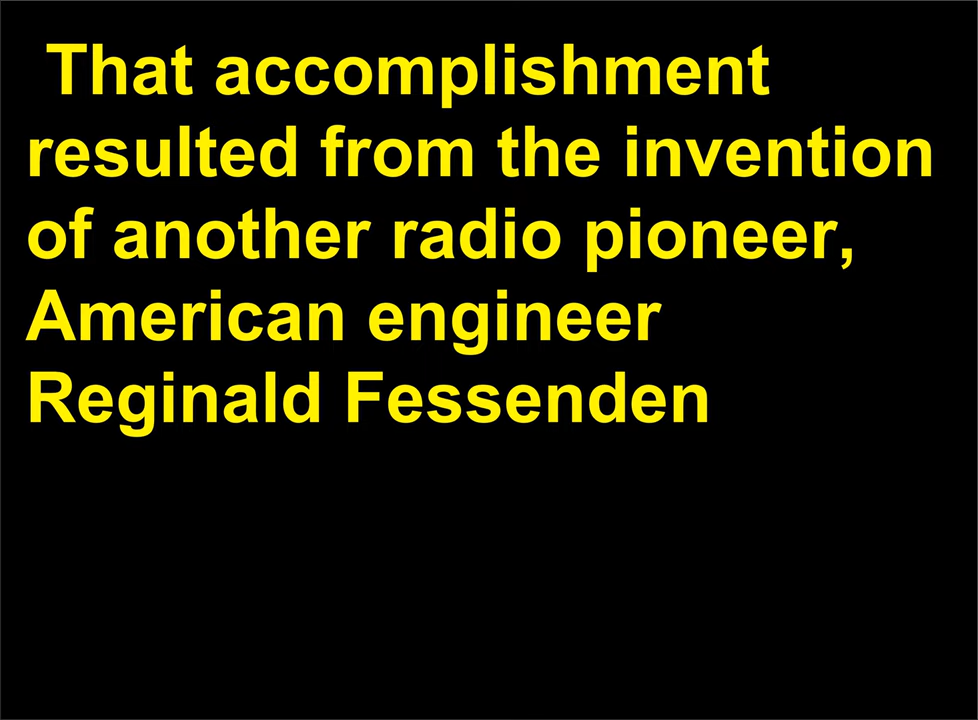 That accomplishment
resulted from the invention
of another radio pioneer,
American engineer
Reginald Fessenden